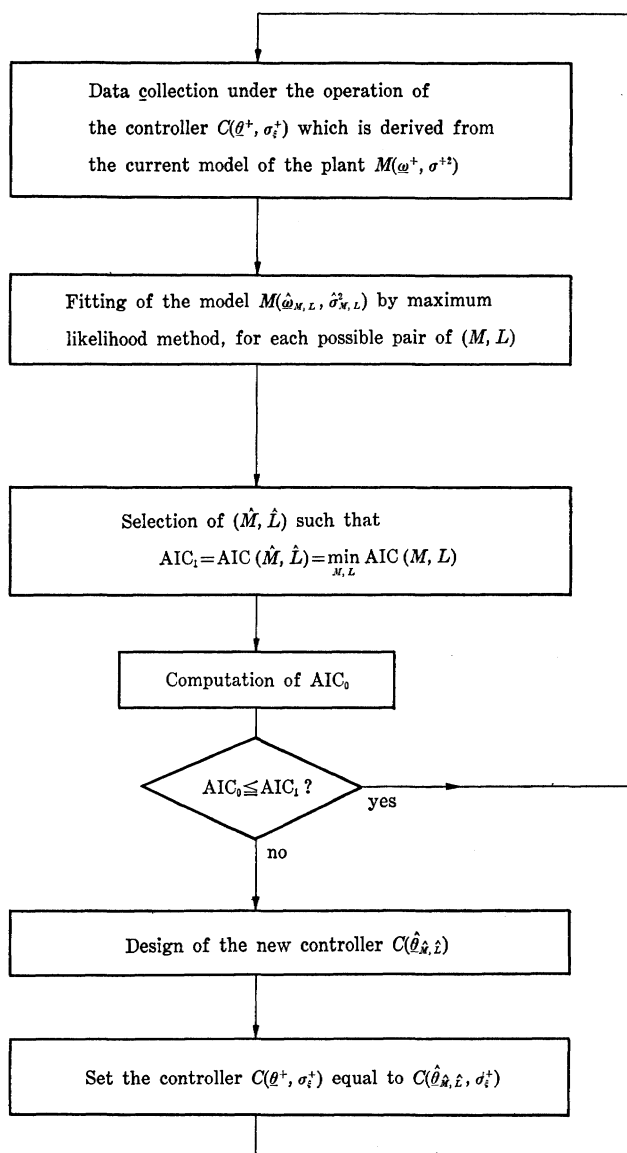 Data collection under the operation of
the controller C(θ̲⁺, σᵢ⁺) which is derived from
the current model of the plant M(ω̲⁺, σ⁺²)
Fitting of the model M(ω̲̂_{M,L}, σ̂²_{M,L}) by maximum
likelihood method, for each possible pair of (M, L)
Selection of (M̂, L̂) such that
AIC₁=AIC (M̂, L̂)=min AIC (M, L)
M, L
Computation of AIC₀
AIC₀≦AIC₁ ?
yes
no
Design of the new controller C(θ̲̂_{M̂,L̂})
Set the controller C(θ̲⁺, σᵢ⁺) equal to C(θ̲̂_{M̂,L̂}, σᵢ⁺)